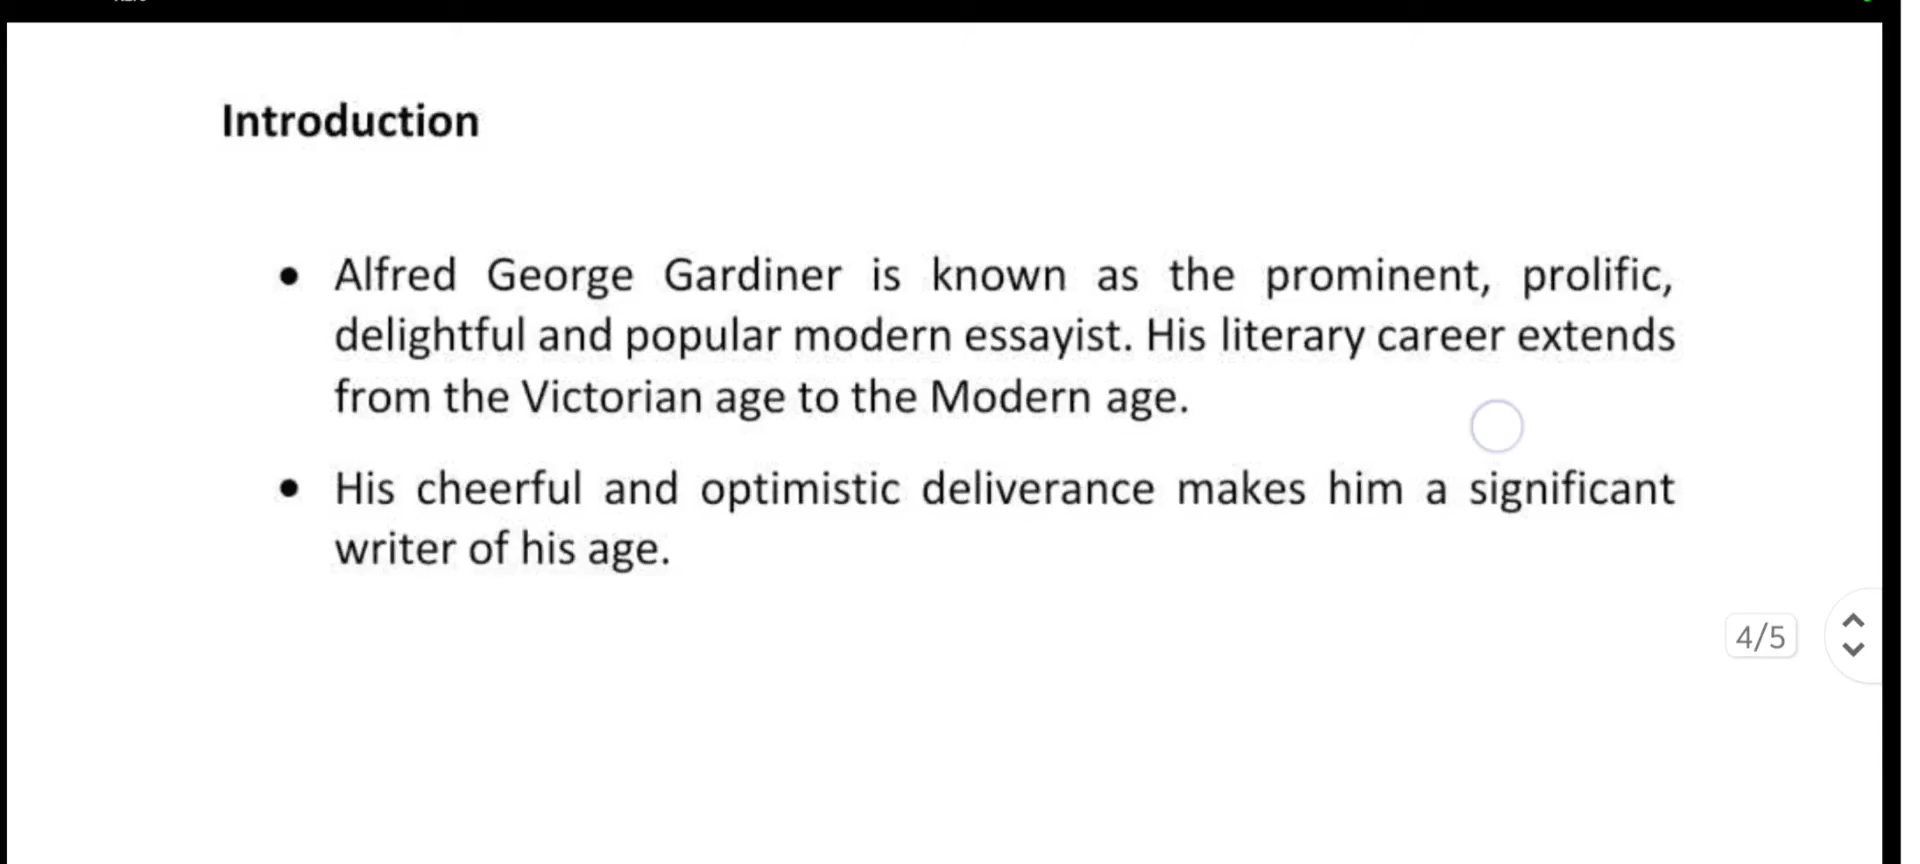 Introduction
• Alfred George Gardiner is known as the prominent, prolific,
delightful and popular modern essayist. His literary career extends
from the Victorian age to the Modern age.
• His cheerful and optimistic deliverance makes him a significant
writer of his age.
4/5